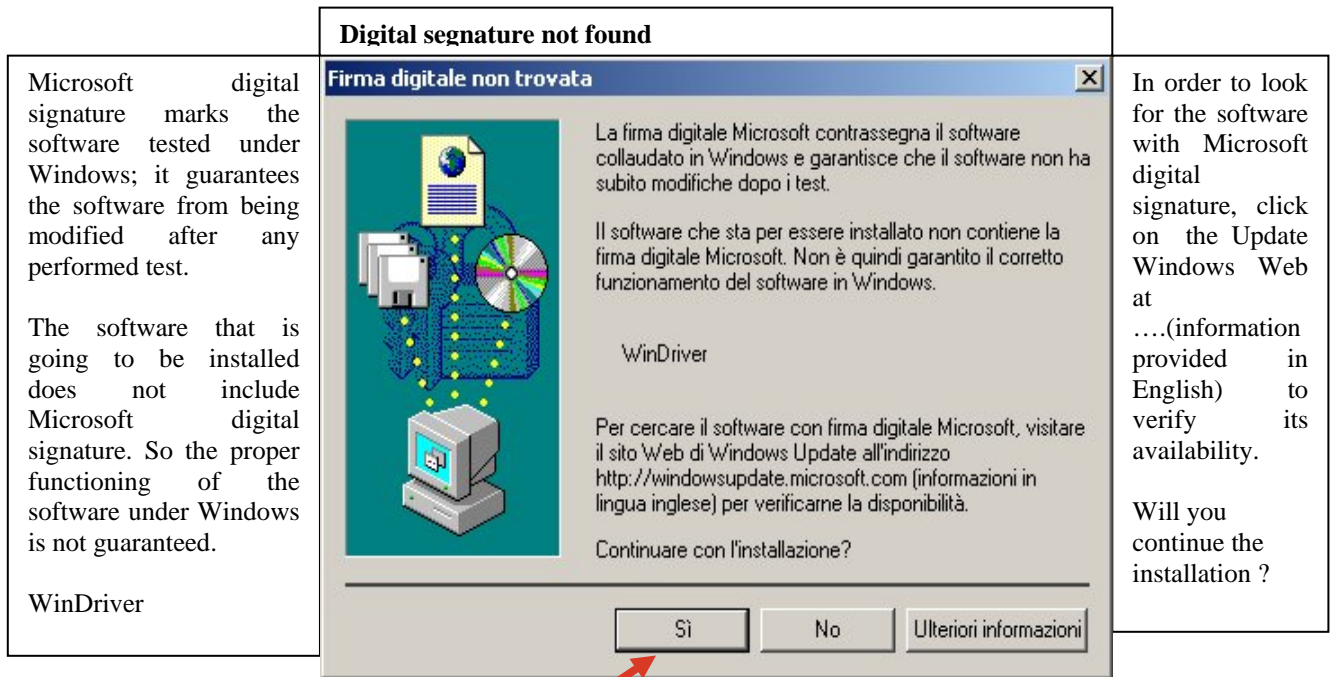 Digital segnature not found
Microsoft digital
signature marks the
software tested under
Windows; it guarantees
the software from being
modified after any
performed test.
The software that is
going to be installed
does not include
Microsoft digital
signature. So the proper
functioning of the
software under Windows
is not guaranteed.
WinDriver
Firma digitale non trovata
La firma digitale Microsoft contrassegna il software
collaudato in Windows e garantisce che il software non ha
subito modifiche dopo i test.
Il software che sta per essere installato non contiene la
firma digitale Microsoft. Non è quindi garantito il corretto
funzionamento del software in Windows.
WinDriver
Per cercare il software con firma digitale Microsoft, visitare
il sito Web di Windows Update all'indirizzo
http://windowsupdate.microsoft.com (informazioni in
lingua inglese) per verificarne la disponibilità.
Continuare con l'installazione?
Sì No Ulteriori informazioni
In order to look
for the software
with Microsoft
digital
signature, click
on the Update
Windows Web
at
….(information
provided in
English) to
verify its
availability.
Will you
continue the
installation ?